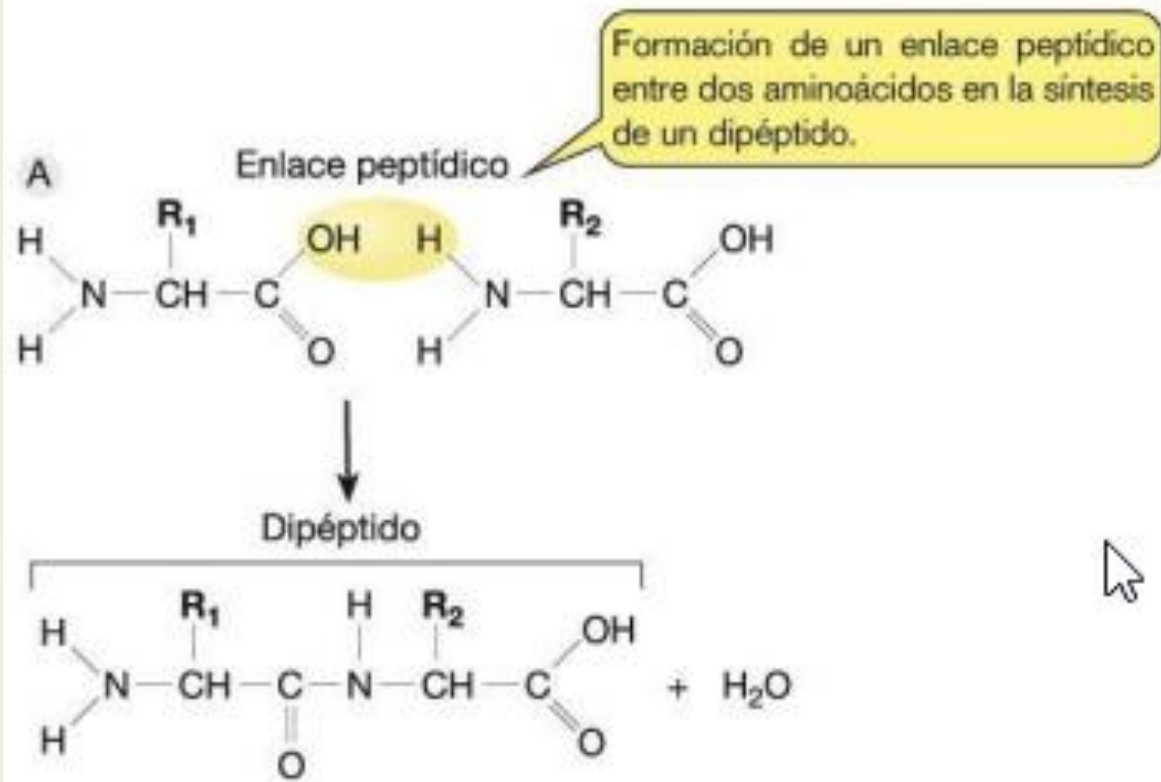 Formación de un enlace peptídico
entre dos aminoácidos en la síntesis
de un dipéptido.
A
Enlace peptídico
R₁ R₂
H OH H OH
N CH C N CH C
H O H O
Dipéptido
R₁ H R₂
H OH
N CH C N CH C + H₂O
H O O